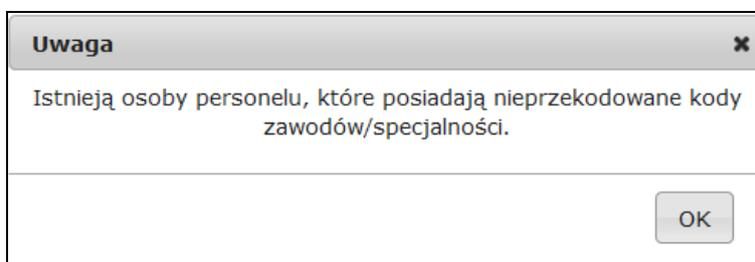 Uwaga
Istnieją osoby personelu, które posiadają nieprzekodowane kody
zawodów/specjalności.
OK